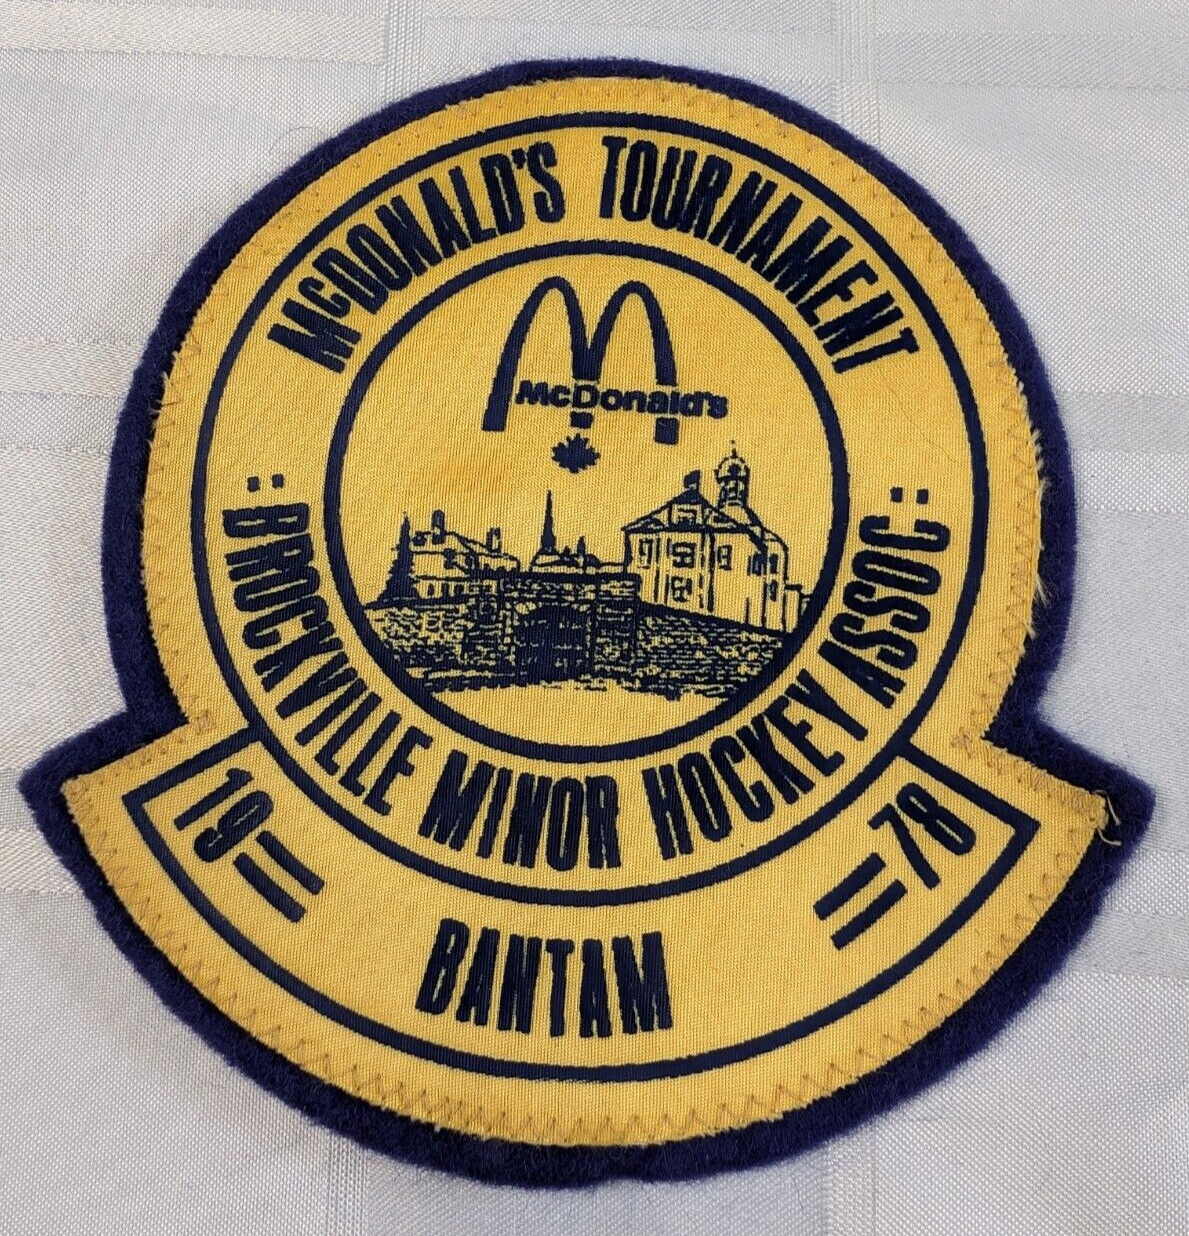 McDONALD'S TOURNAMENT
McDonald's
: BROCKVILLE MINOR HOCKEY ASSOC :
19= =78
BANTAM